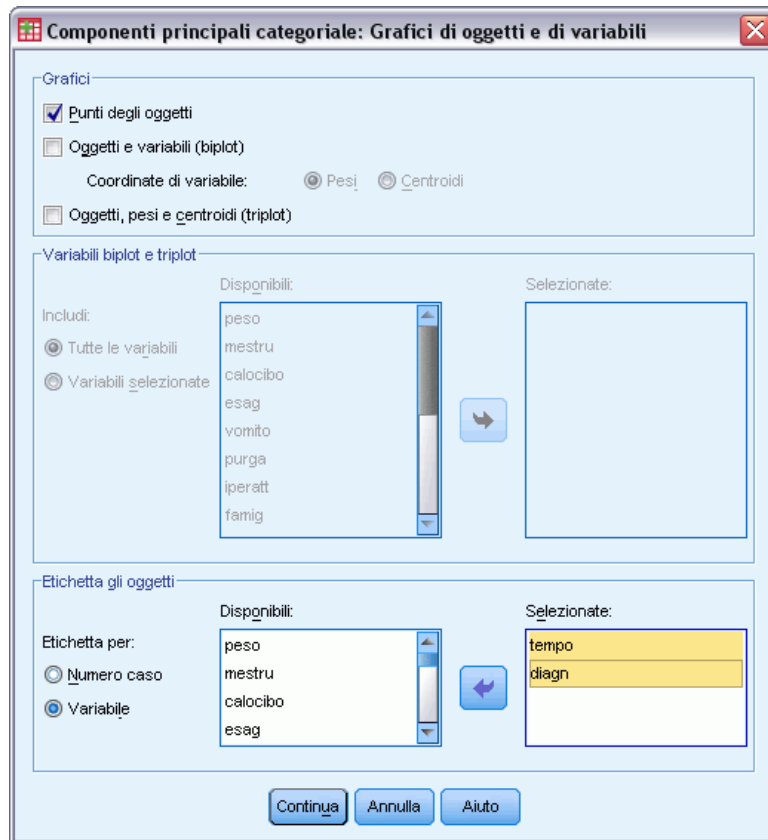 Componenti principali categoriale: Grafici di oggetti e di variabili
Grafici
Punti degli oggetti
Oggetti e variabili (biplot)
Coordinate di variabile: Pesi Centroidi
Oggetti, pesi e centroidi (triplot)
Variabili biplot e triplot
Disponibili: Selezionate:
Includi:
Tutte le variabili
Variabili selezionate
peso
mestru
calocibo
esag
vomito
purga
iperatt
famig
Etichetta gli oggetti
Disponibili: Selezionate:
Etichetta per:
Numero caso
Variabile
peso
mestru
calocibo
esag
tempo
diagn
Continua Annulla Aiuto